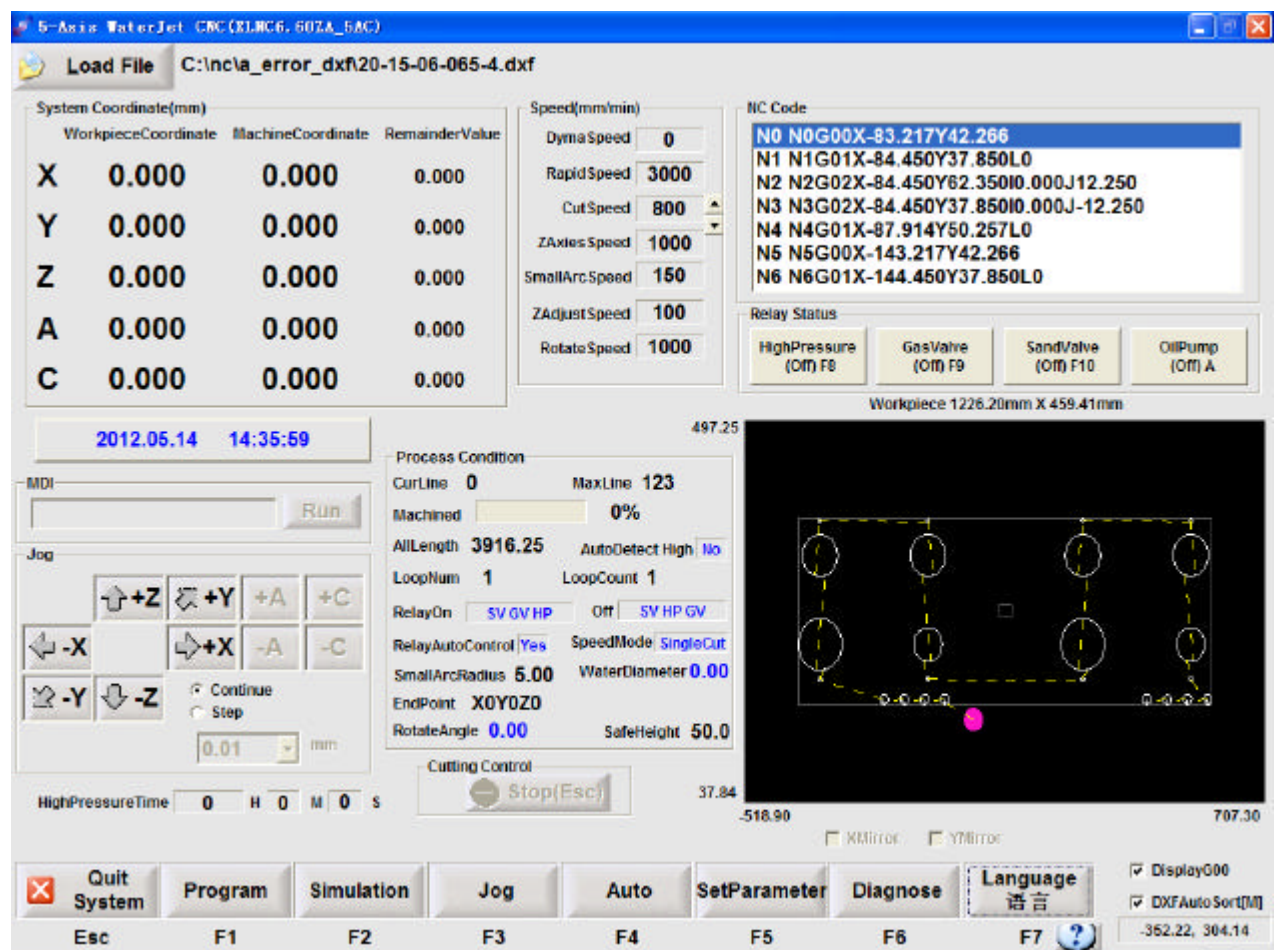 5-Axis WaterJet CNC(XLNC6.60ZA_5AC)
Load File C:\nc\a_error_dxf\20-15-06-065-4.dxf
System Coordinate(mm)
WorkpieceCoordinate MachineCoordinate RemainderValue
X 0.000 0.000 0.000
Y 0.000 0.000 0.000
Z 0.000 0.000 0.000
A 0.000 0.000 0.000
C 0.000 0.000 0.000
Speed(mm/min)
DymaSpeed 0
RapidSpeed 3000
CutSpeed 800
ZAxiesSpeed 1000
SmallArcSpeed 150
ZAdjustSpeed 100
RotateSpeed 1000
NC Code
N0 N0G00X-83.217Y42.266
N1 N1G01X-84.450Y37.850L0
N2 N2G02X-84.450Y62.350I0.000J12.250
N3 N3G02X-84.450Y37.850I0.000J-12.250
N4 N4G01X-87.914Y50.257L0
N5 N5G00X-143.217Y42.266
N6 N6G01X-144.450Y37.850L0
Relay Status
HighPressure (Off) F8
GasValve (Off) F9
SandValve (Off) F10
OilPump (Off) A
Workpiece 1226.20mm X 459.41mm
497.25
37.84
-518.90 707.30
XMirror YMirror
2012.05.14 14:35:59
MDI
Run
Jog
+Z +Y +A +C
-X +X -A -C
-Y -Z
Continue
Step
0.01 mm
HighPressureTime 0 H 0 M 0 S
Process Condition
CurLine 0 MaxLine 123
Machined 0%
AllLength 3916.25 AutoDetect High No
LoopNum 1 LoopCount 1
RelayOn SV GV HP Off SV HP GV
RelayAutoControl Yes SpeedMode SingleCut
SmallArcRadius 5.00 WaterDiameter 0.00
EndPoint X0Y0Z0
RotateAngle 0.00 SafeHeight 50.0
Cutting Control
Stop(Esc)
Quit System Program Simulation Jog Auto SetParameter Diagnose Language 语言
Esc F1 F2 F3 F4 F5 F6 F7 ?
DisplayG00
DXFAutoSort[M]
-352.22, 304.14